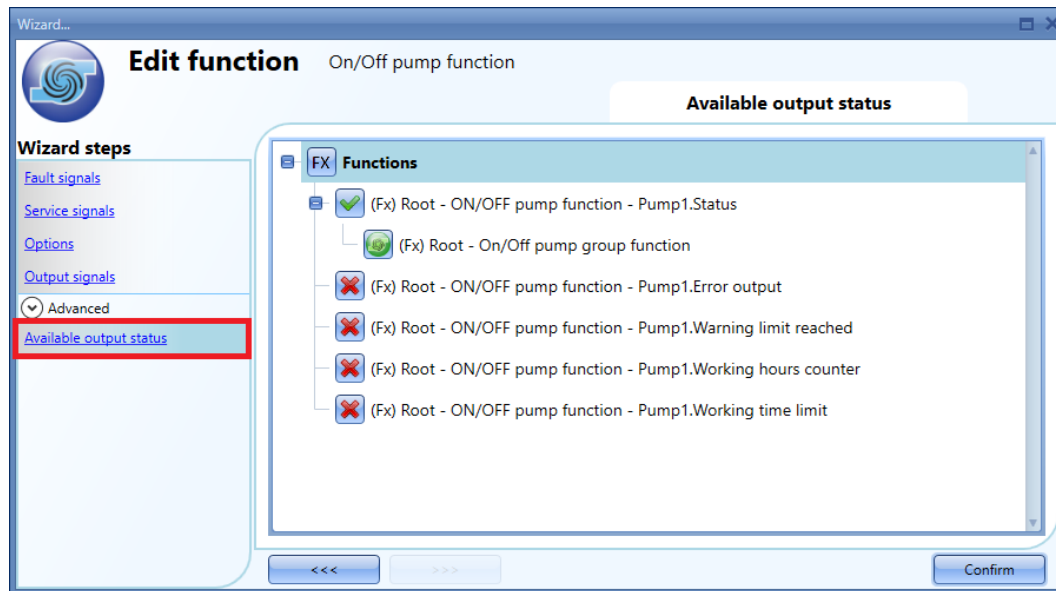 Wizard...
Edit function On/Off pump function
Available output status
Wizard steps
Fault signals
Service signals
Options
Output signals
Advanced
Available output status
FX Functions
(Fx) Root - ON/OFF pump function - Pump1.Status
(Fx) Root - On/Off pump group function
(Fx) Root - ON/OFF pump function - Pump1.Error output
(Fx) Root - ON/OFF pump function - Pump1.Warning limit reached
(Fx) Root - ON/OFF pump function - Pump1.Working hours counter
(Fx) Root - ON/OFF pump function - Pump1.Working time limit
<<< >>> Confirm